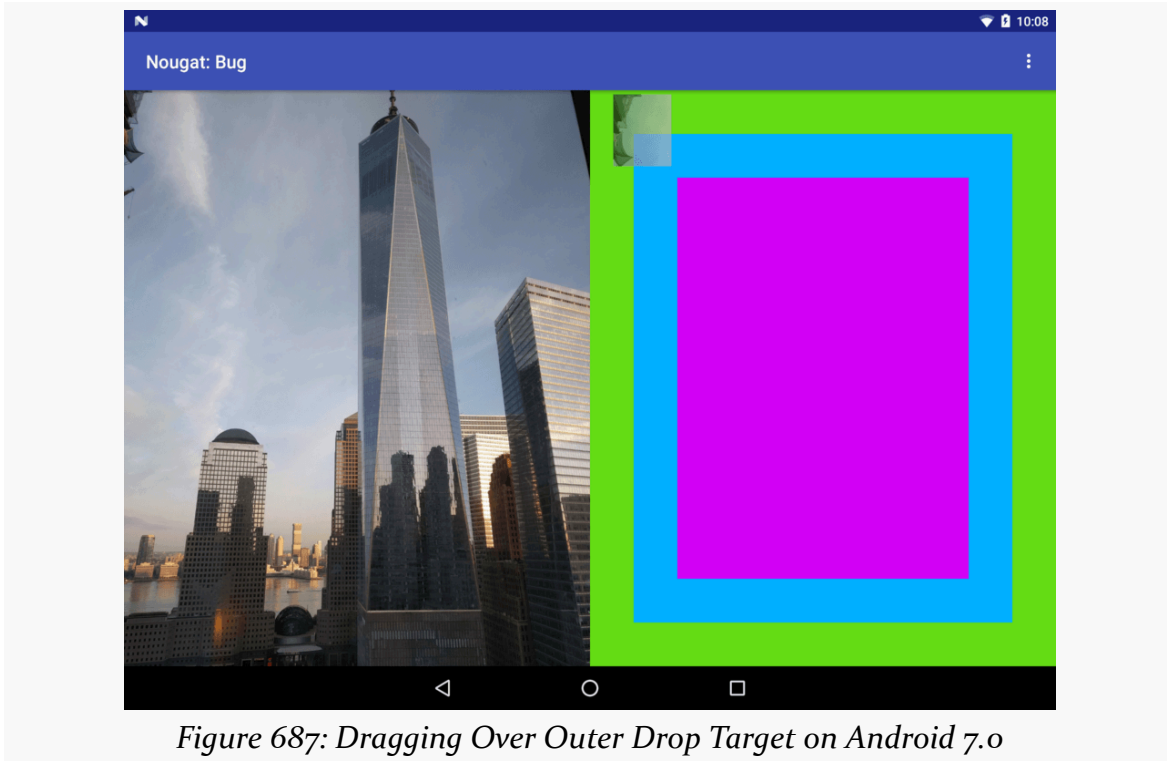 10:08
Nougat: Bug
Figure 687: Dragging Over Outer Drop Target on Android 7.0